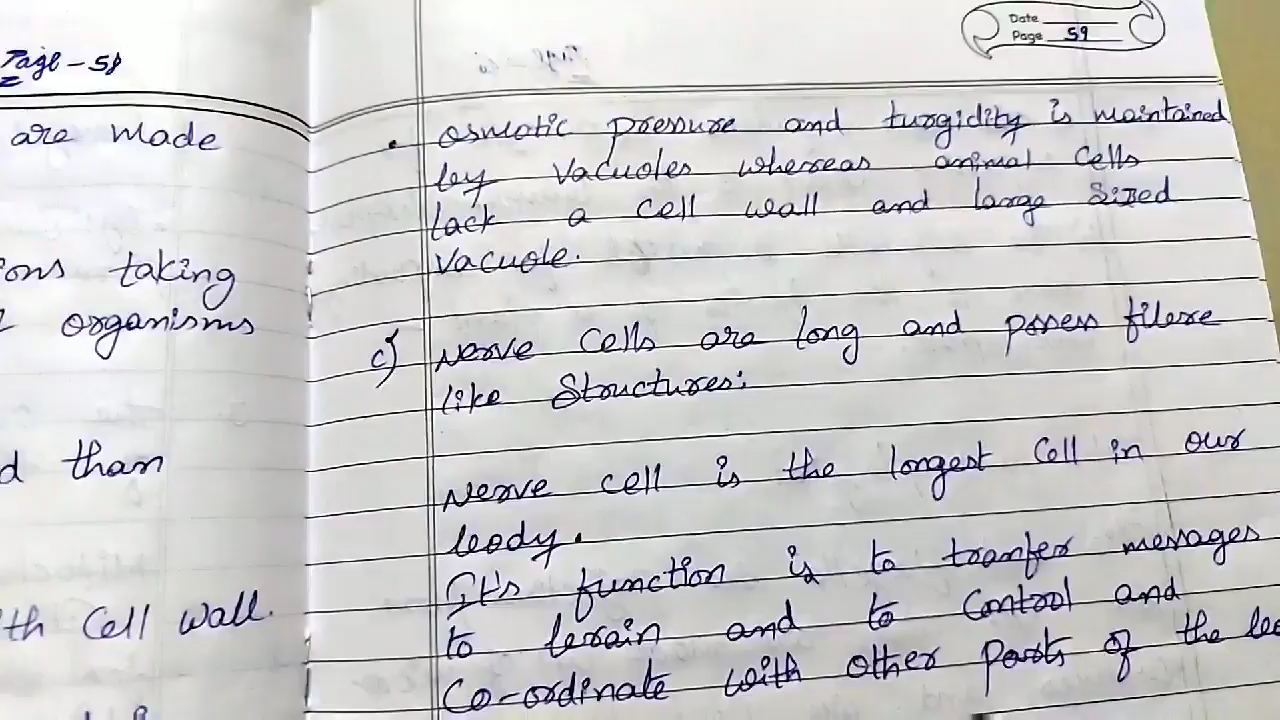 Page - 58
are made
ons taking
organisms
d than
th Cell wall.
Date
Page 59
• osmotic pressure and turgidity is maintained
by vacuoles whereas animal cells
lack a cell wall and large sized
vacuole.
c) Nerve cells are long and posess fibre
like structures:
Nerve cell is the longest cell in our
body.
It's function is to tranfer messages
to brain and to control and
Co-ordinate with other parts of the